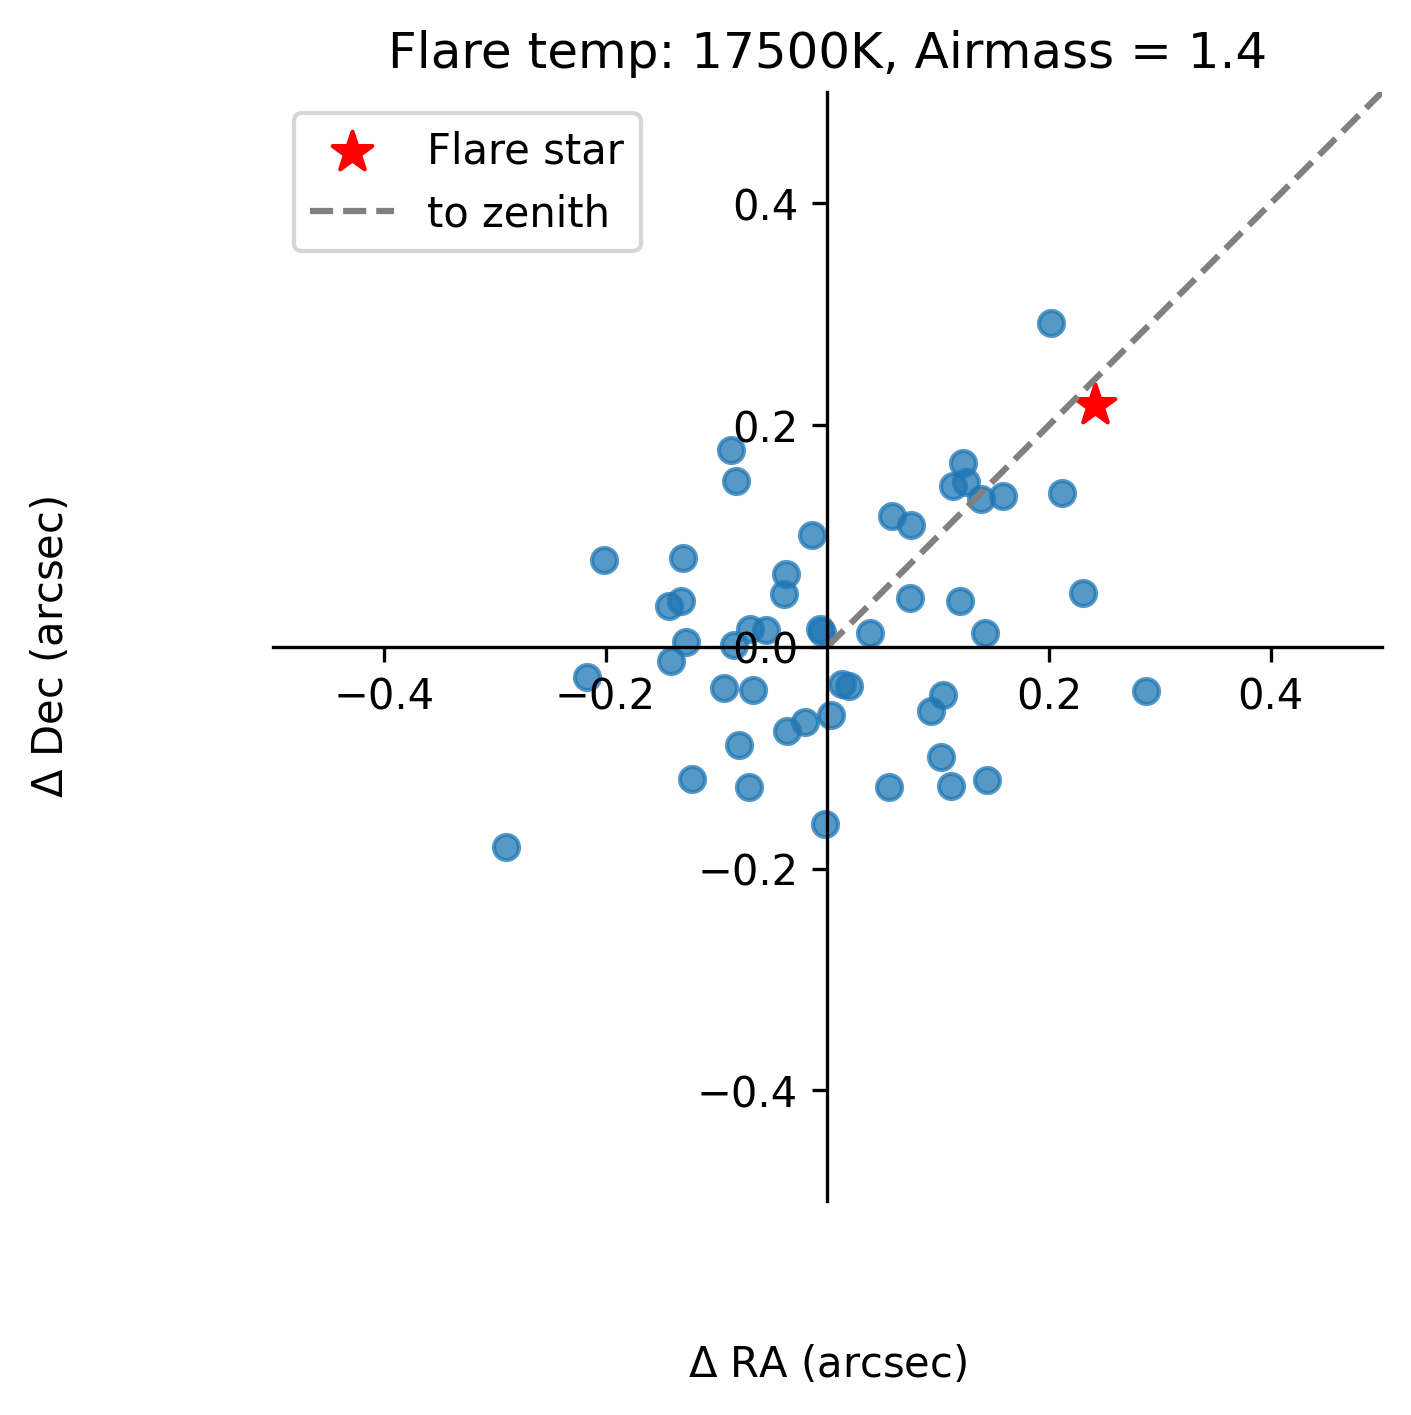 Flare temp: 17500K, Airmass = 1.4
Flare star
to zenith
0.4
0.2
0.0
−0.4
−0.2
0.2
0.4
−0.2
−0.4
Δ Dec (arcsec)
Δ RA (arcsec)